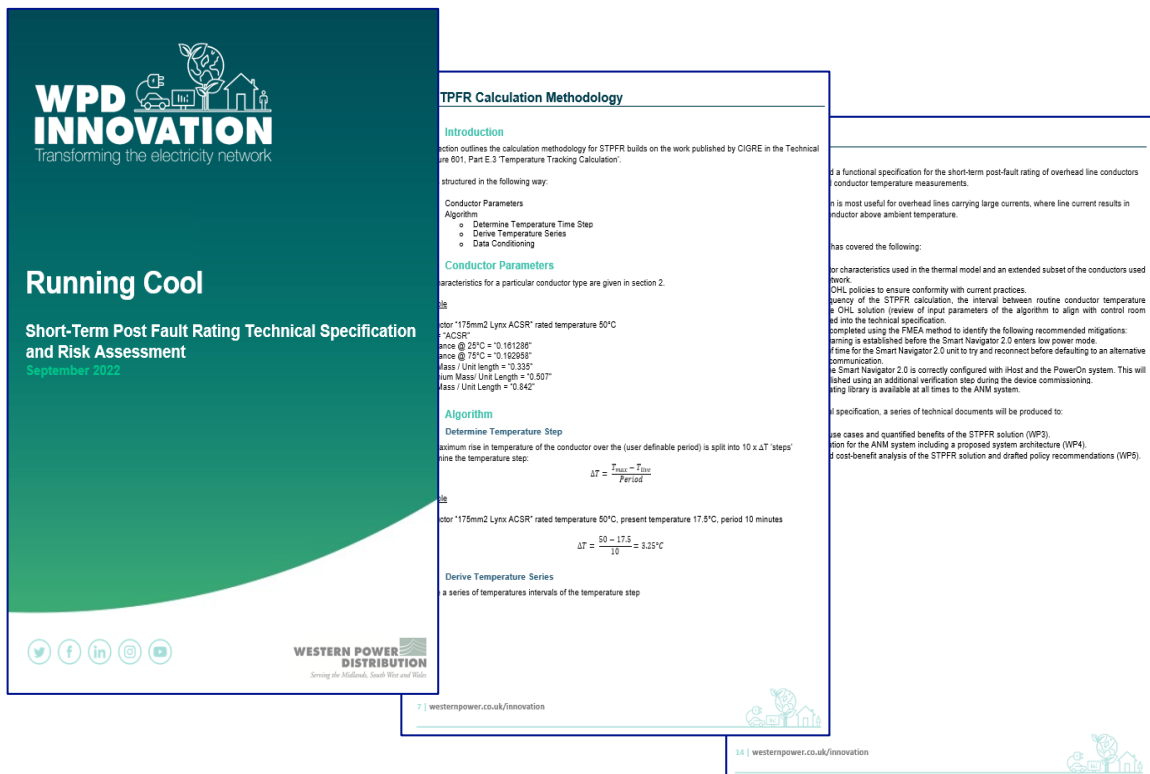 WPD
INNOVATION
Transforming the electricity network
Running Cool
Short-Term Post Fault Rating Technical Specification
and Risk Assessment
September 2022
WESTERN POWER
DISTRIBUTION
Serving the Midlands, South West and Wales
TPFR Calculation Methodology
Introduction
ection outlines the calculation methodology for STPFR builds on the work published by CIGRE in the Technical
ure 601, Part E.3 'Temperature Tracking Calculation'.
structured in the following way:
Conductor Parameters
Algorithm
o Determine Temperature Time Step
o Derive Temperature Series
o Data Conditioning
Conductor Parameters
aracteristics for a particular conductor type are given in section 2.
ple
ctor "175mm2 Lynx ACSR" rated temperature 50°C
= "ACSR"
ance @ 25°C = "0.161286"
ance @ 75°C = "0.192958"
Mass / Unit length = "0.335"
nium Mass/ Unit Length = "0.507"
Mass / Unit Length = "0.842"
Algorithm
Determine Temperature Step
aximum rise in temperature of the conductor over the (user definable period) is split into 10 x ΔT 'steps'
mine the temperature step:
ΔT = (T_max − T_live) / Period
ple
ctor "175mm2 Lynx ACSR" rated temperature 50°C, present temperature 17.5°C, period 10 minutes
ΔT = (50 − 17.5) / 10 = 3.25°C
Derive Temperature Series
a series of temperatures intervals of the temperature step
7 | westernpower.co.uk/innovation
d a functional specification for the short-term post-fault rating of overhead line conductors
conductor temperature measurements.
n is most useful for overhead lines carrying large currents, where line current results in
nductor above ambient temperature.
has covered the following:
or characteristics used in the thermal model and an extended subset of the conductors used
twork.
OHL policies to ensure conformity with current practices.
quency of the STPFR calculation, the interval between routine conductor temperature
e OHL solution (review of input parameters of the algorithm to align with control room
ed into the technical specification.
completed using the FMEA method to identify the following recommended mitigations:
arning is established before the Smart Navigator 2.0 enters low power mode.
f time for the Smart Navigator 2.0 unit to try and reconnect before defaulting to an alternative
communication.
e Smart Navigator 2.0 is correctly configured with iHost and the PowerOn system. This will
lished using an additional verification step during the device commissioning.
ating library is available at all times to the ANM system.
l specification, a series of technical documents will be produced to:
use cases and quantified benefits of the STPFR solution (WP3).
tion for the ANM system including a proposed system architecture (WP4).
d cost-benefit analysis of the STPFR solution and drafted policy recommendations (WP5).
14 | westernpower.co.uk/innovation